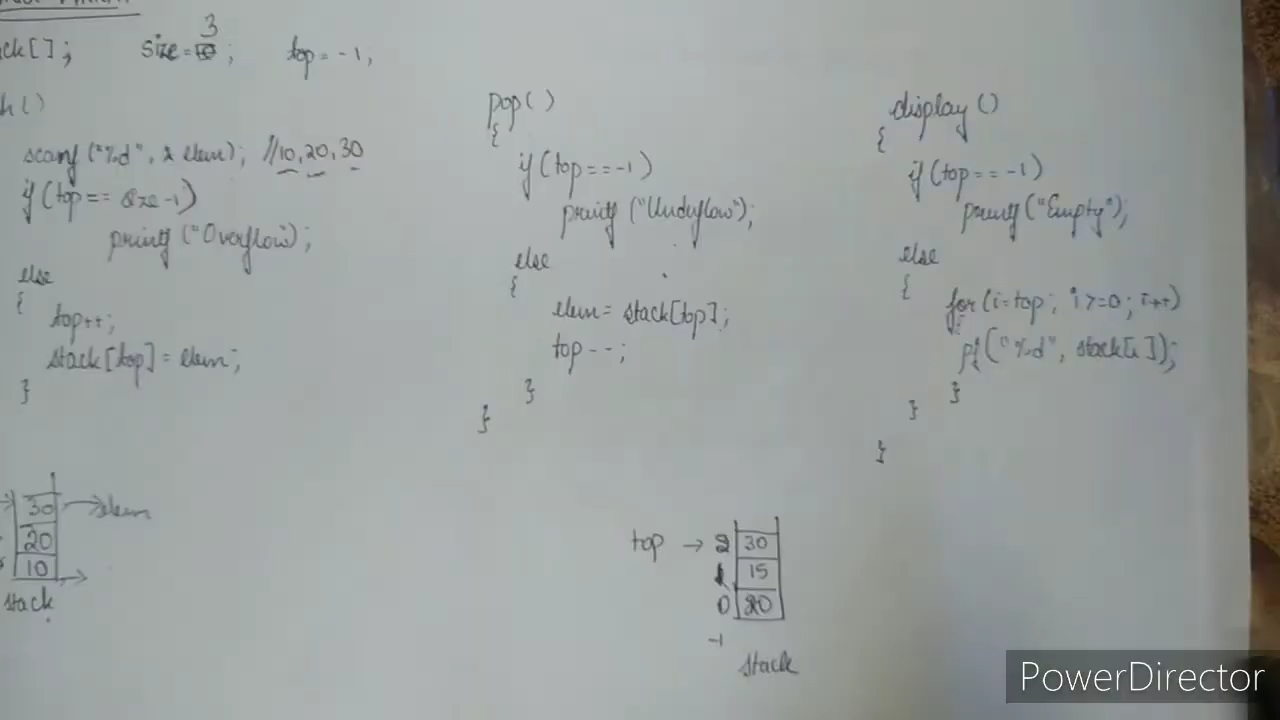 ck[ ]; size = 3; top = -1,
h( )
scanf ("%d", & elem); //10, 20, 30
if (top == size -1)
printf ("Overflow);
else
{
top++;
stack [top] = elem;
}
pop( )
{
if (top == -1)
printf ("Underflow");
else
{
elem = stack[top];
top --;
}
}
display ()
{
if (top == -1)
printf ("Empty");
else
{
for (i=top; i >=0; i++)
pf ("%d", stack[i]);
}
}
}
30 → elem
20
10
stack
top → 2 30
1 15
0 20
-1
stack
PowerDirector